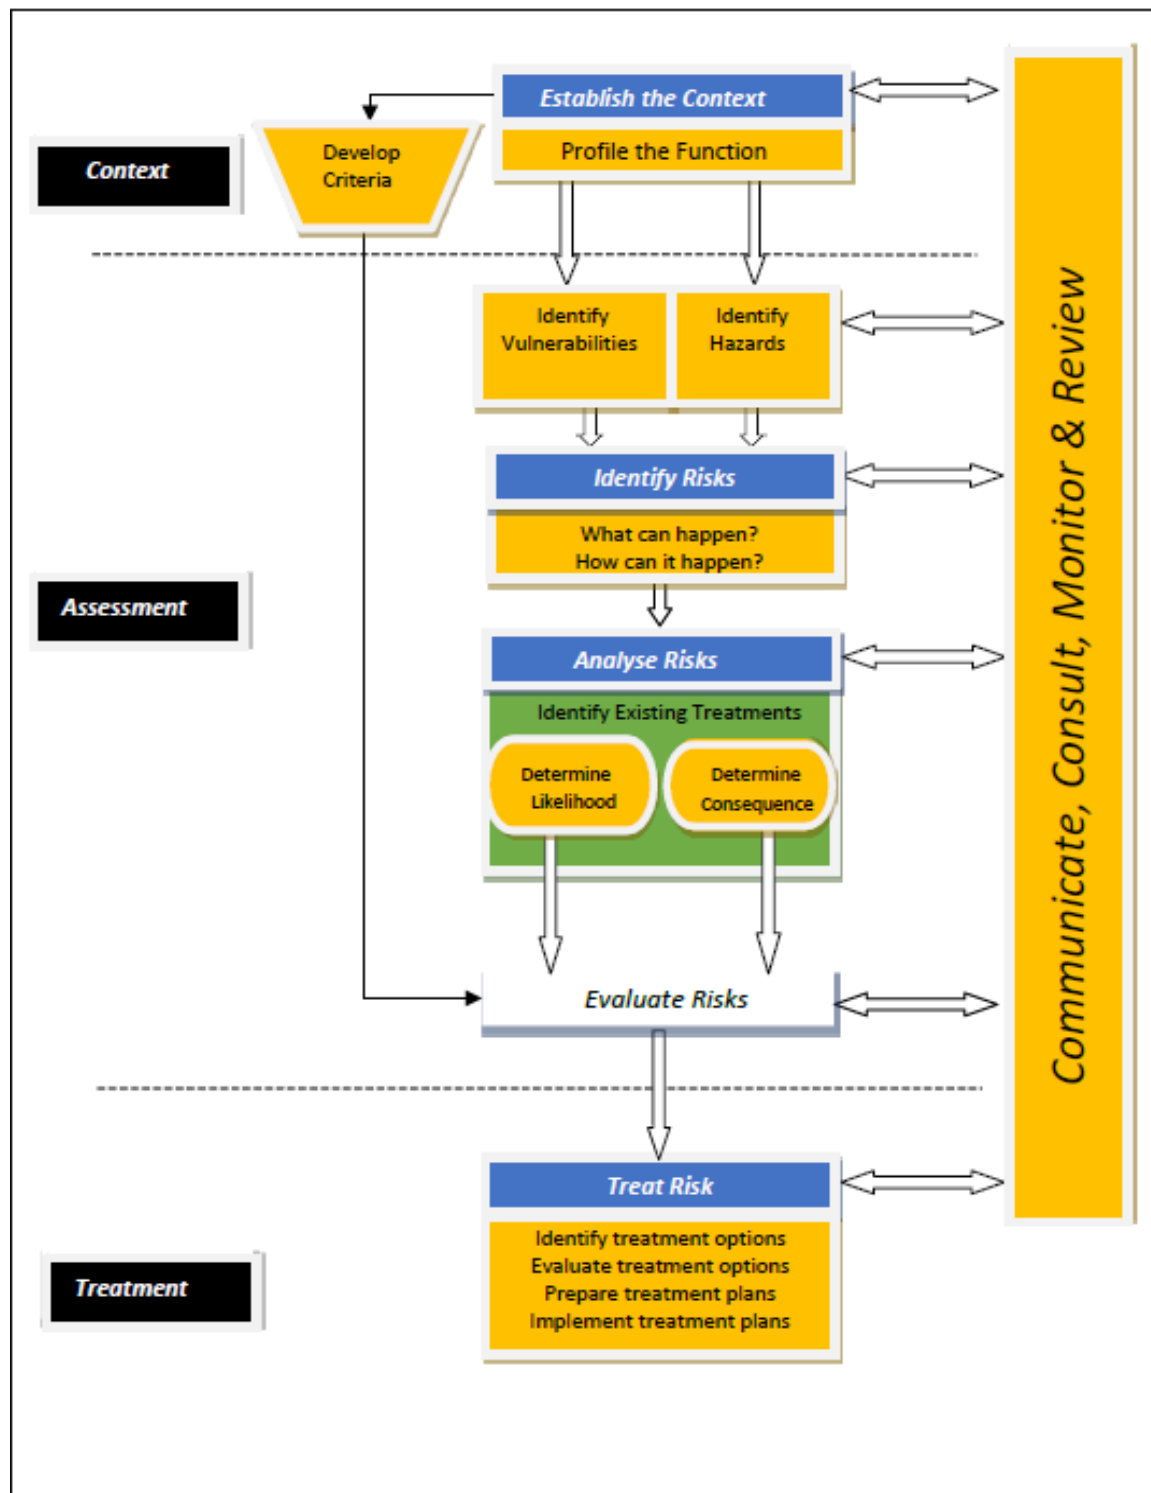 Establish the Context
Profile the Function
Develop
Criteria
Context
Identify
Vulnerabilities
Identify
Hazards
Identify Risks
What can happen?
How can it happen?
Assessment
Analyse Risks
Identify Existing Treatments
Determine
Likelihood
Determine
Consequence
Evaluate Risks
Treat Risk
Identify treatment options
Evaluate treatment options
Prepare treatment plans
Implement treatment plans
Treatment
Communicate, Consult, Monitor & Review